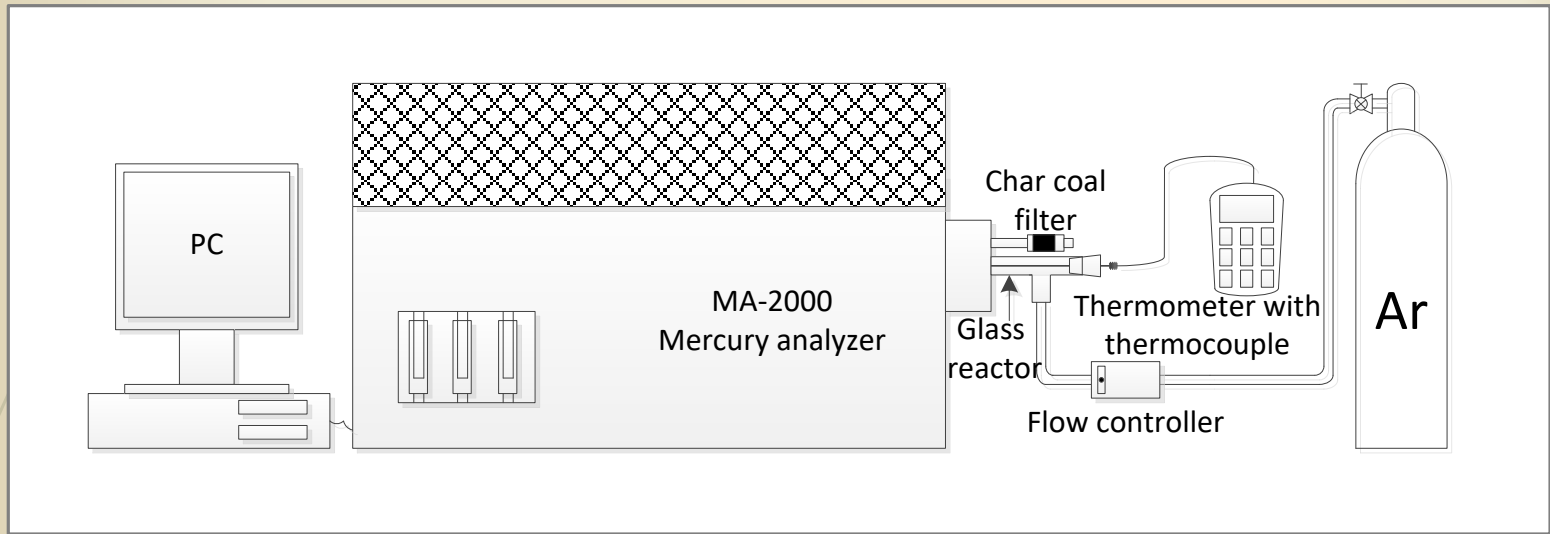 PC
MA-2000
Mercury analyzer
Char coal
filter
Glass
reactor
Thermometer with
thermocouple
Flow controller
Ar